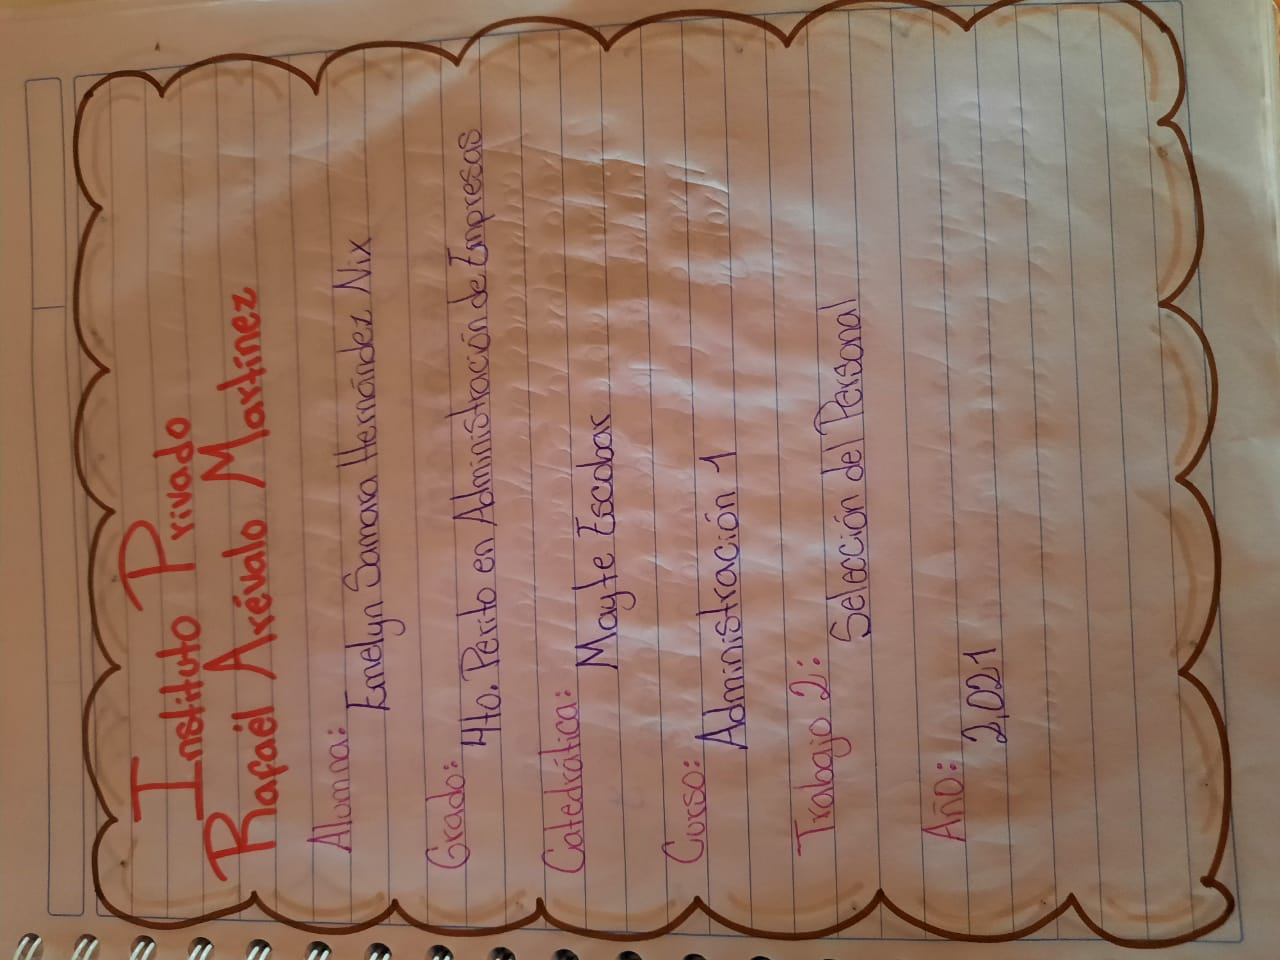 Instituto Privado
Rafaél Arévalo Martínez
Alumna:
Emelyn Samara Hernández Nix
Grado:
4to. Perito en Administración de Empresas
Catedrática:
Mayte Escobar
Curso:
Administración 1
Trabajo 2:
Selección del Personal
Año:
2,021